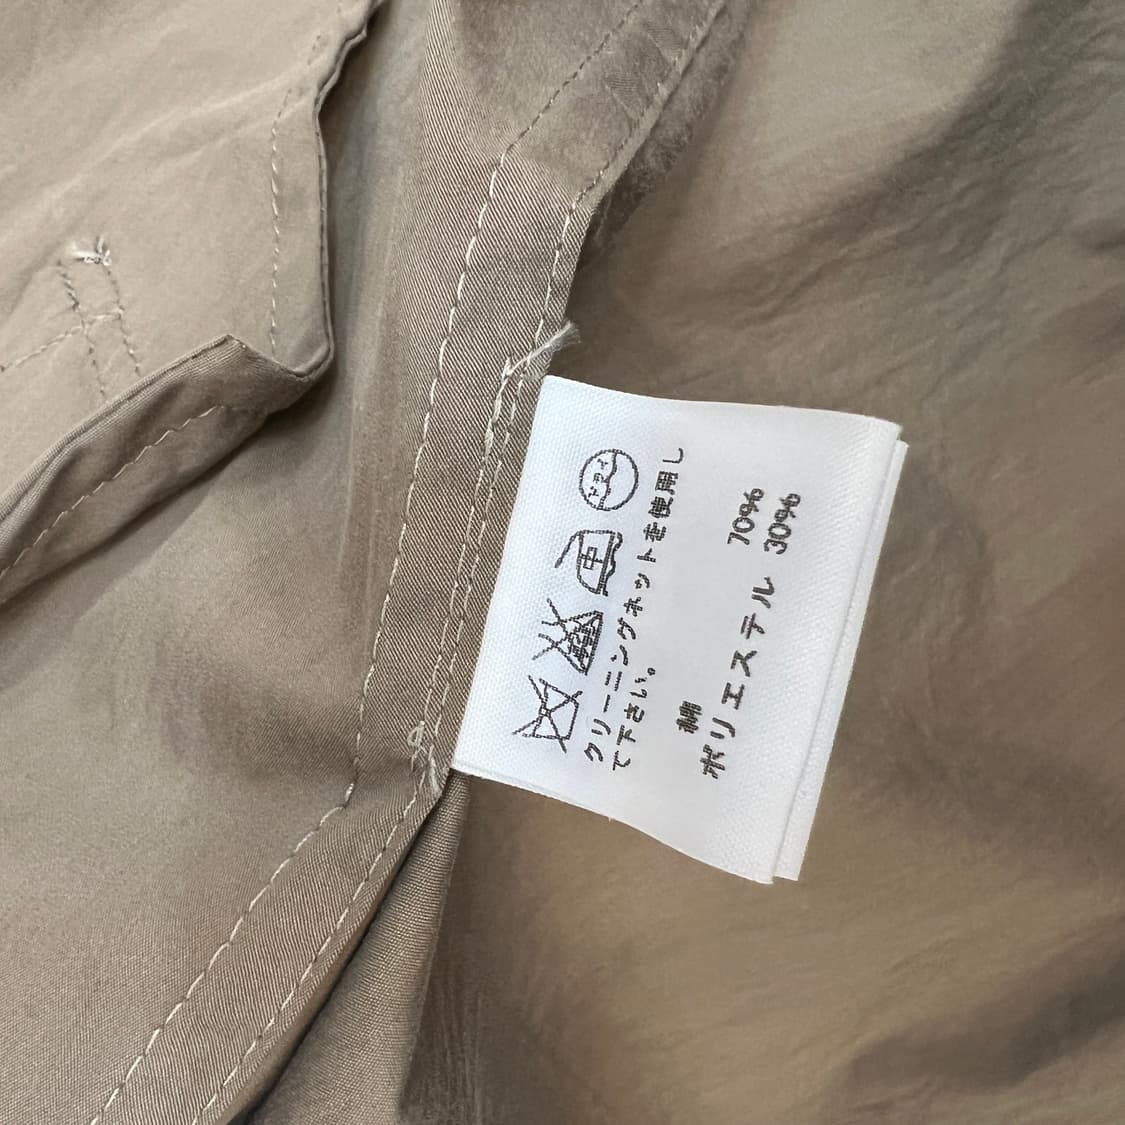 クリーニングネットを使用し
て下さい。
綿 70%
ポリエステル 30%